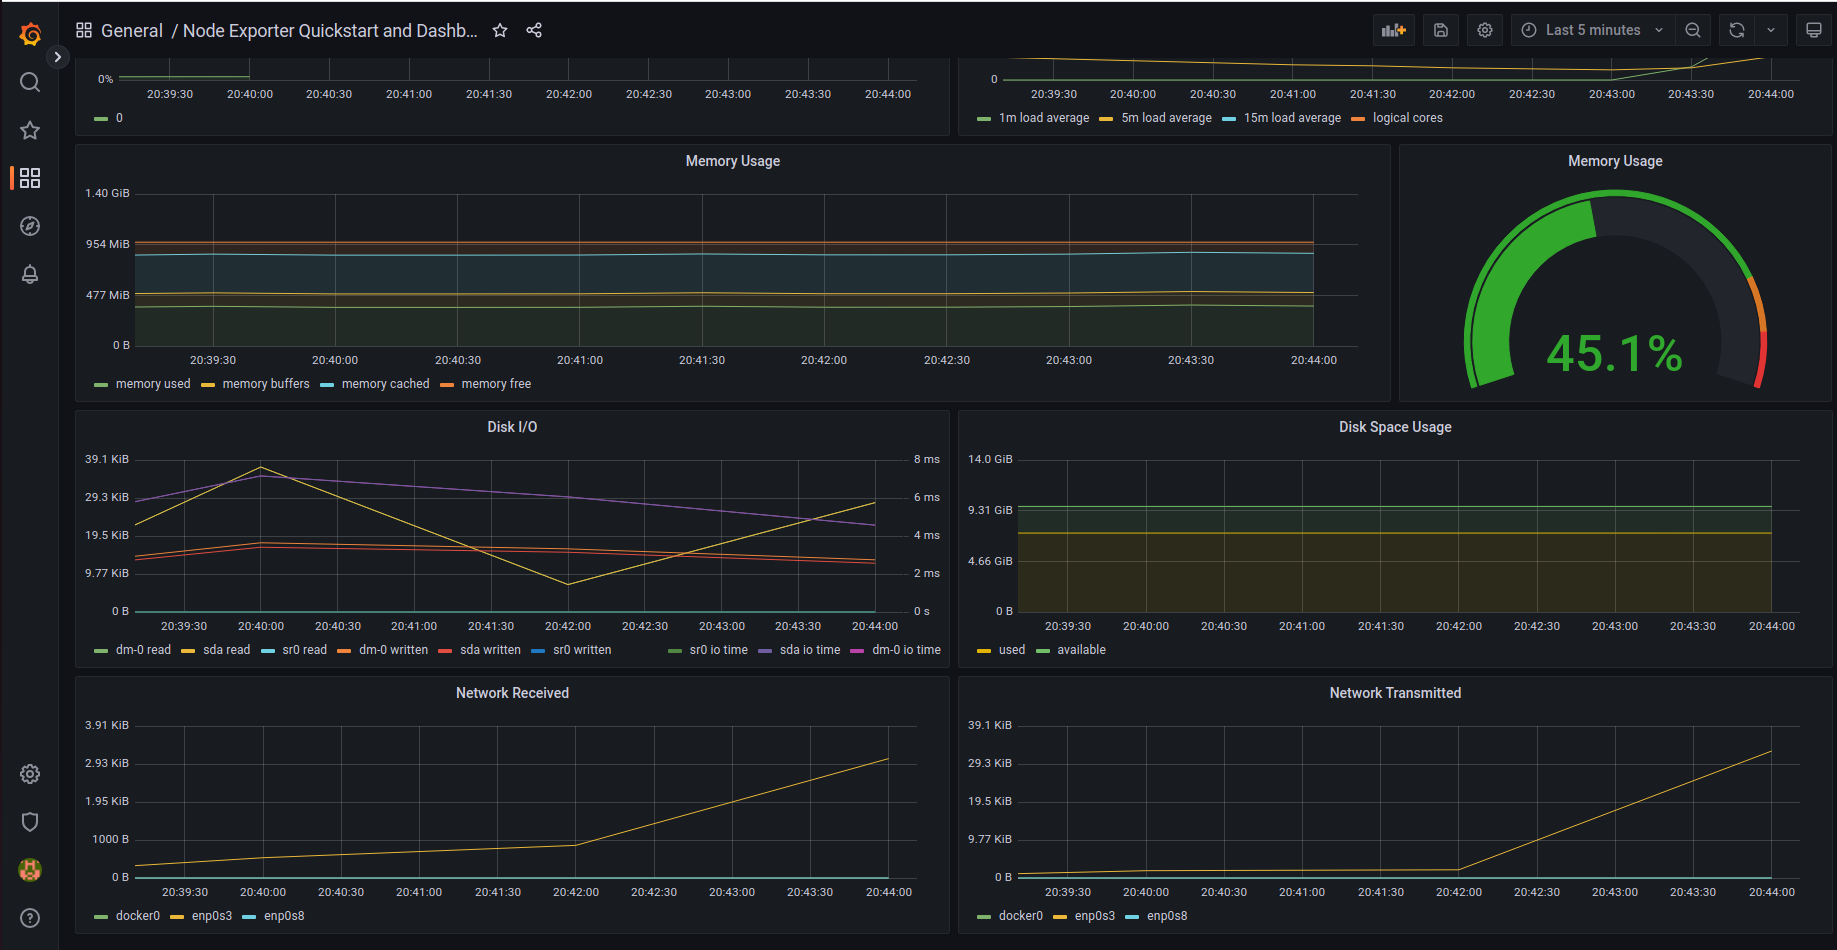 General / Node Exporter Quickstart and Dashb...
Last 5 minutes
0%
20:39:30 20:40:00 20:40:30 20:41:00 20:41:30 20:42:00 20:42:30 20:43:00 20:43:30 20:44:00
0
0
20:39:30 20:40:00 20:40:30 20:41:00 20:41:30 20:42:00 20:42:30 20:43:00 20:43:30 20:44:00
1m load average 5m load average 15m load average logical cores
Memory Usage
1.40 GiB
954 MiB
477 MiB
0 B
20:39:30 20:40:00 20:40:30 20:41:00 20:41:30 20:42:00 20:42:30 20:43:00 20:43:30 20:44:00
memory used memory buffers memory cached memory free
Memory Usage
45.1%
Disk I/O
39.1 KiB 8 ms
29.3 KiB 6 ms
19.5 KiB 4 ms
9.77 KiB 2 ms
0 B 0 s
20:39:30 20:40:00 20:40:30 20:41:00 20:41:30 20:42:00 20:42:30 20:43:00 20:43:30 20:44:00
dm-0 read sda read sr0 read dm-0 written sda written sr0 written sr0 io time sda io time dm-0 io time
Disk Space Usage
14.0 GiB
9.31 GiB
4.66 GiB
0 B
20:39:30 20:40:00 20:40:30 20:41:00 20:41:30 20:42:00 20:42:30 20:43:00 20:43:30 20:44:00
used available
Network Received
3.91 KiB
2.93 KiB
1.95 KiB
1000 B
0 B
20:39:30 20:40:00 20:40:30 20:41:00 20:41:30 20:42:00 20:42:30 20:43:00 20:43:30 20:44:00
docker0 enp0s3 enp0s8
Network Transmitted
39.1 KiB
29.3 KiB
19.5 KiB
9.77 KiB
0 B
20:39:30 20:40:00 20:40:30 20:41:00 20:41:30 20:42:00 20:42:30 20:43:00 20:43:30 20:44:00
docker0 enp0s3 enp0s8